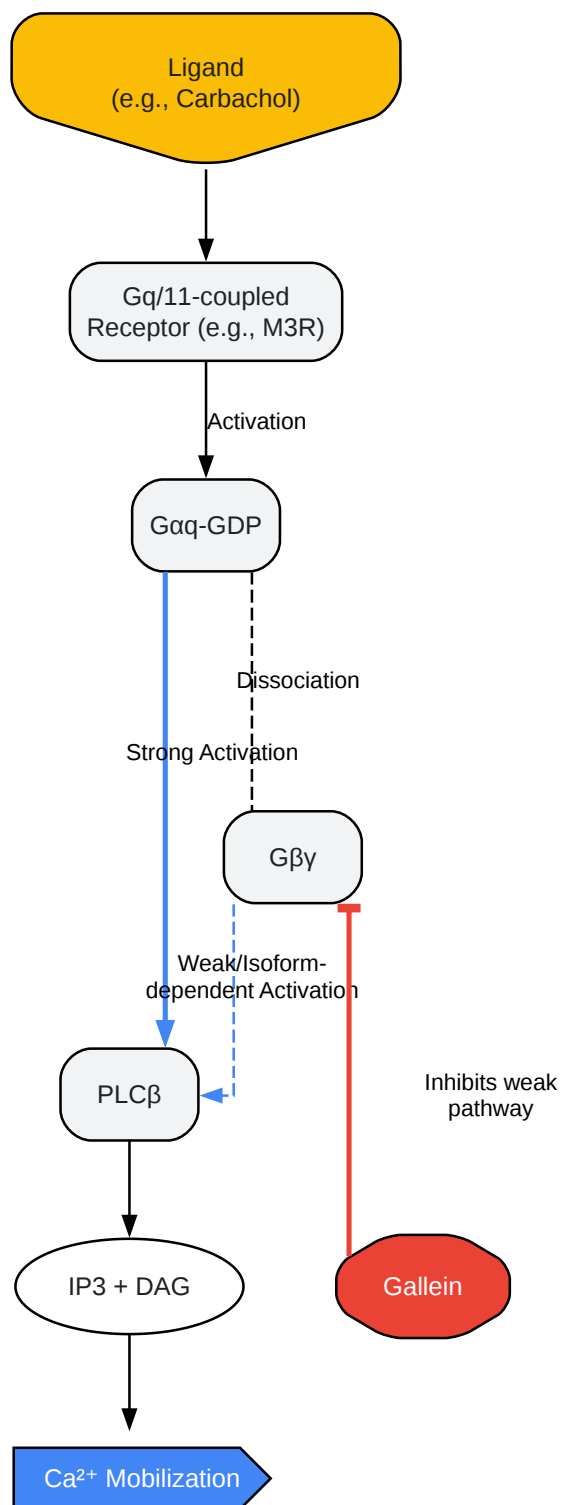 Ligand
(e.g., Carbachol)
Gq/11-coupled
Receptor (e.g., M3R)
Activation
Gαq-GDP
Dissociation
Strong Activation
Gβγ
Weak/Isoform-
dependent Activation
PLCβ
Inhibits weak
pathway
IP3 + DAG
Gallein
Ca²⁺ Mobilization